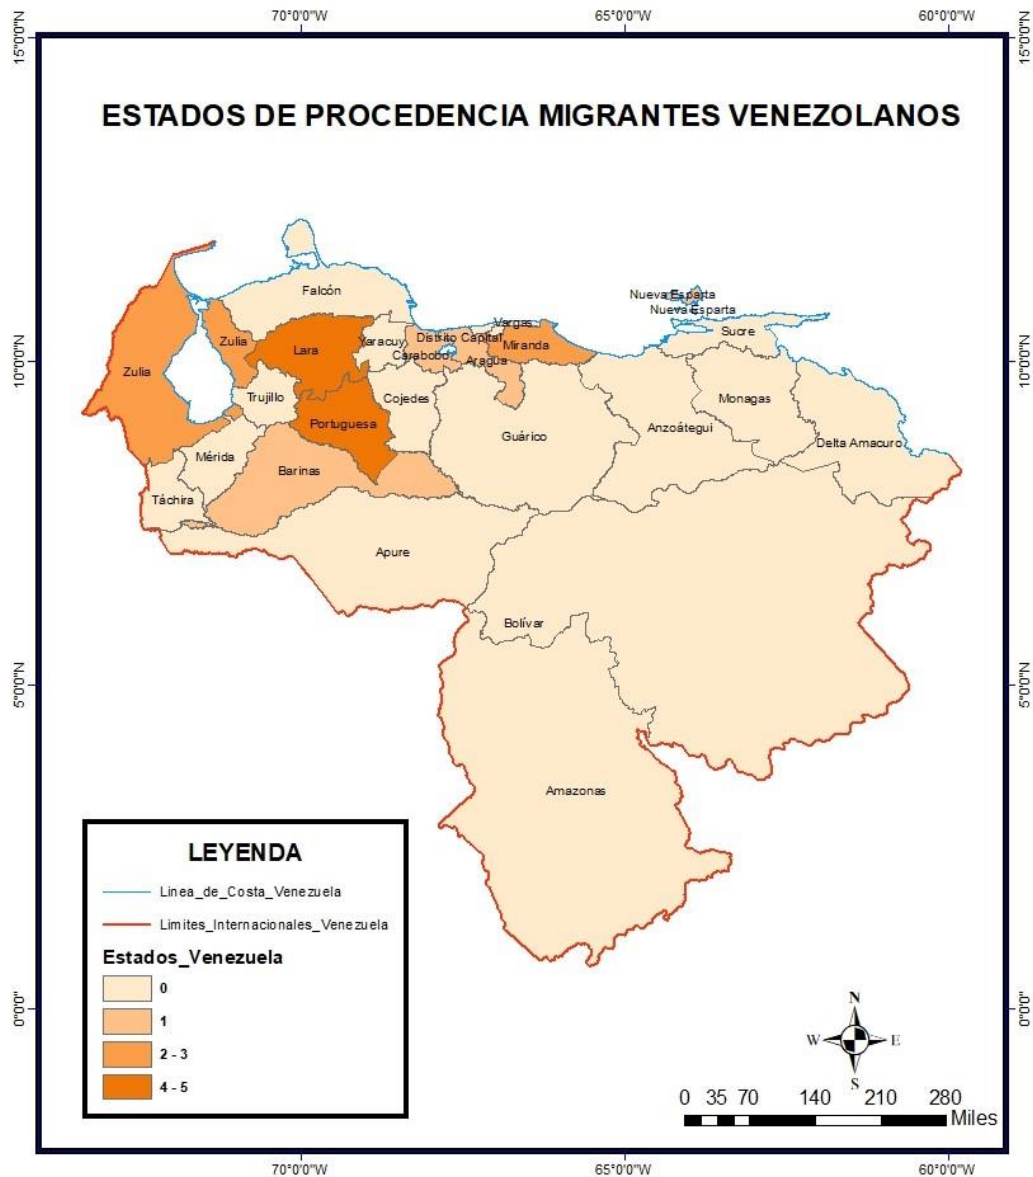 70°0'0"W 65°0'0"W 60°0'0"W
15°0'0"N 15°0'0"N
ESTADOS DE PROCEDENCIA MIGRANTES VENEZOLANOS
Falcón
Nueva Esparta
Nueva Esparta
Vargas
Sucre
Zulia
Lara
Yaracuy
Distrito Capital
Miranda
Carabobo
Aragua
10°0'0"N 10°0'0"N
Zulia
Trujillo
Cojedes
Monagas
Portuguesa
Guárico
Anzoátegui
Delta Amacuro
Mérida
Barinas
Táchira
Apure
Bolívar
5°0'0"N 5°0'0"N
Amazonas
LEYENDA
Linea_de_Costa_Venezuela
Limites_Internacionales_Venezuela
Estados_Venezuela
0
1
2 - 3
4 - 5
0°0'0" 0°0'0"
N
W E
S
0 35 70 140 210 280
Miles
70°0'0"W 65°0'0"W 60°0'0"W